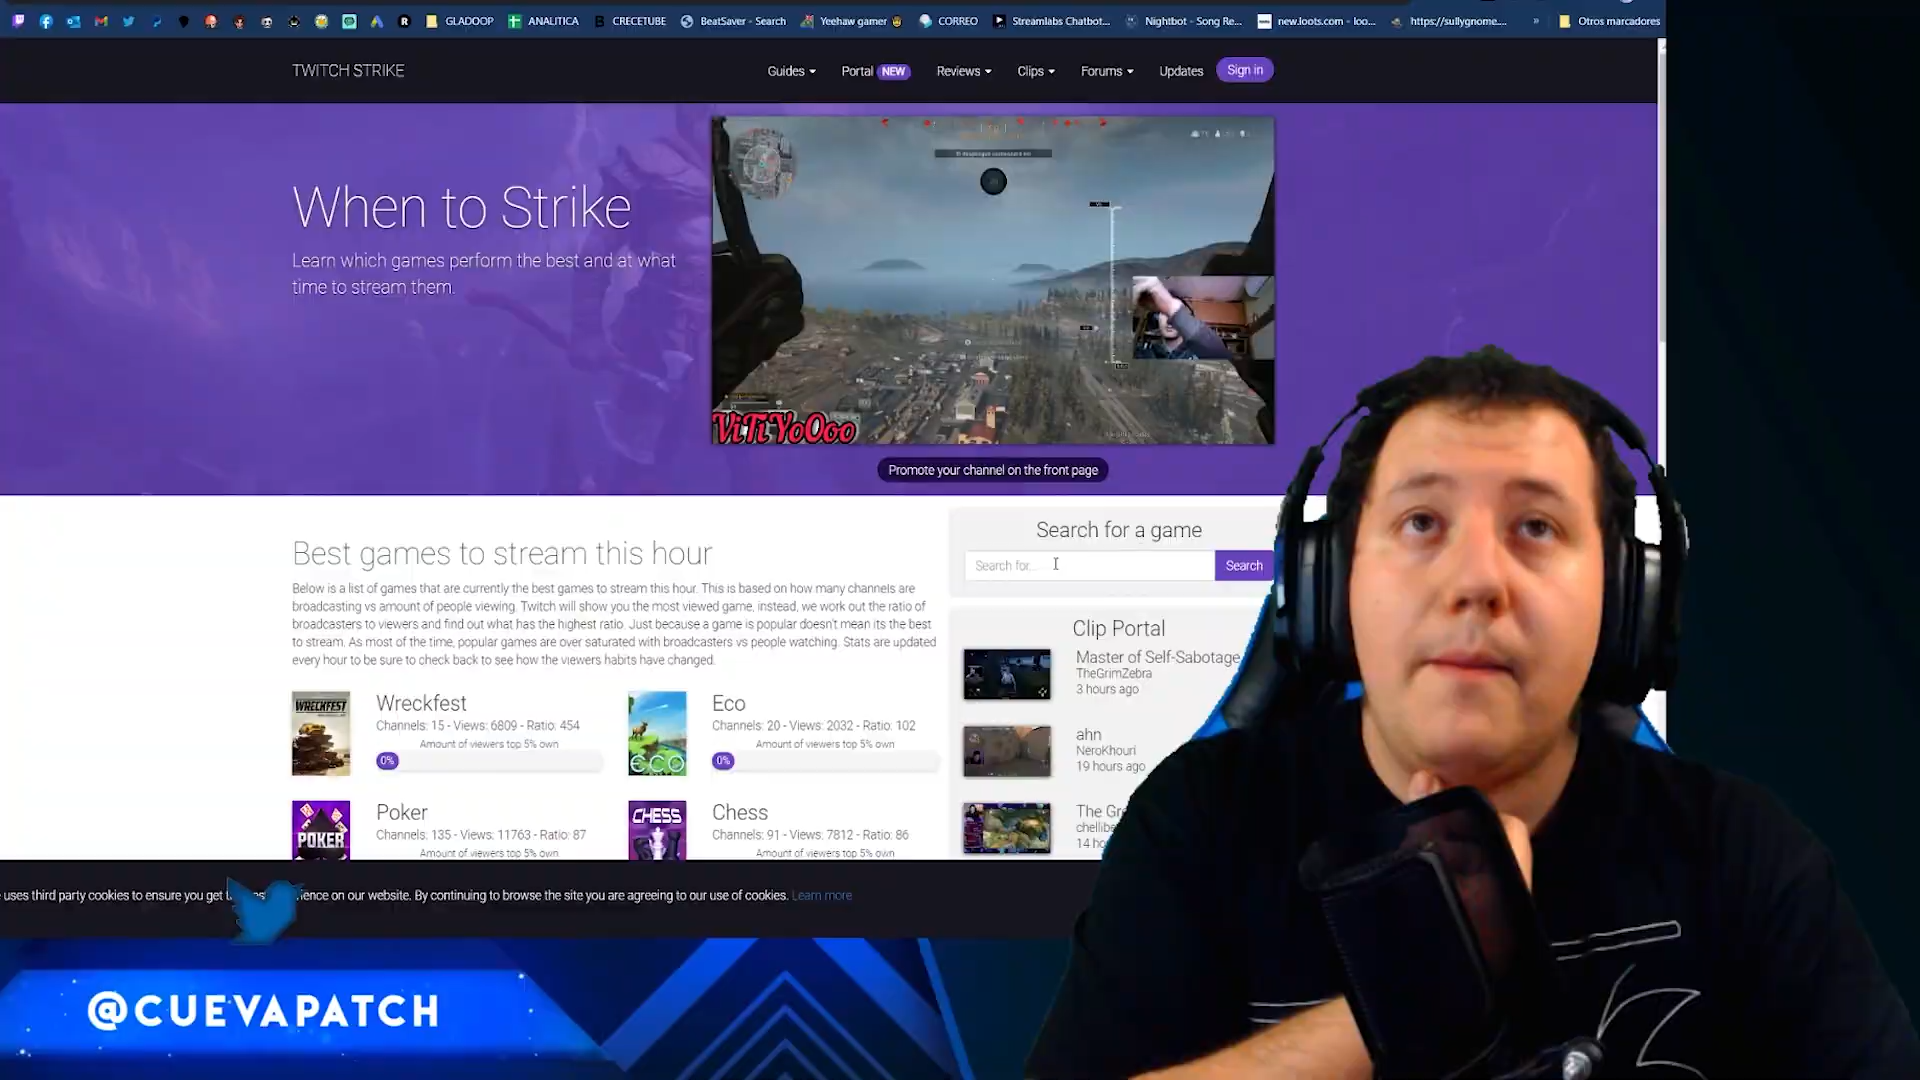 GLADOOP
ANALITICA
CRECETUBE
BeatSaver - Search
Yeehaw gamer
CORREO
Streamlabs Chatbot...
Nightbot - Song Re...
new.loots.com - loo...
https://sullygnome....
»
Otros marcadores
TWITCH STRIKE
Guides
Portal NEW
Reviews
Clips
Forums
Updates
Sign in
When to Strike
Learn which games perform the best and at what
time to stream them.
ViTiYoOoo
Promote your channel on the front page
Best games to stream this hour
Below is a list of games that are currently the best games to stream this hour. This is based on how many channels are
broadcasting vs amount of people viewing. Twitch will show you the most viewed game, instead, we work out the ratio of
broadcasters to viewers and find out what has the highest ratio. Just because a game is popular doesn't mean its the best
to stream. As most of the time, popular games are over saturated with broadcasters vs people watching. Stats are updated
every hour to be sure to check back to see how the viewers habits have changed.
WRECKFEST
Wreckfest
Channels: 15 - Views: 6809 - Ratio: 454
Amount of viewers top 5% own
0%
ECO
Eco
Channels: 20 - Views: 2032 - Ratio: 102
Amount of viewers top 5% own
0%
POKER
Poker
Channels: 135 - Views: 11763 - Ratio: 87
Amount of viewers top 5% own
CHESS
Chess
Channels: 91 - Views: 7812 - Ratio: 86
Amount of viewers top 5% own
Search for a game
Search for...
Search
Clip Portal
Master of Self-Sabotage
TheGrimZebra
3 hours ago
ahn
NeroKhouri
19 hours ago
The Gr
chellibe
14 ho
uses third party cookies to ensure you get t ience on our website. By continuing to browse the site you are agreeing to our use of cookies. Learn more
@CUEVAPATCH